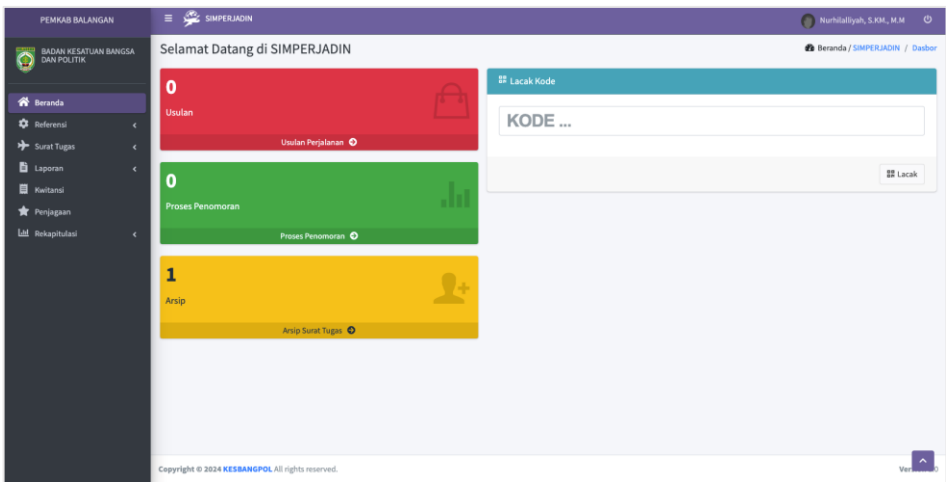 PEMKAB BALANGAN
SIMPERJADIN
Nurhilalliyah, S.KM., M.M
BADAN KESATUAN BANGSA
DAN POLITIK
Beranda
Referensi
Surat Tugas
Laporan
Kwitansi
Penjagaan
Rekapitulasi
Selamat Datang di SIMPERJADIN
Beranda / SIMPERJADIN / Dasbor
0
Usulan
Usulan Perjalanan
0
Proses Penomoran
Proses Penomoran
1
Arsip
Arsip Surat Tugas
Lacak Kode
KODE ...
Lacak
Copyright © 2024 KESBANGPOL All rights reserved.